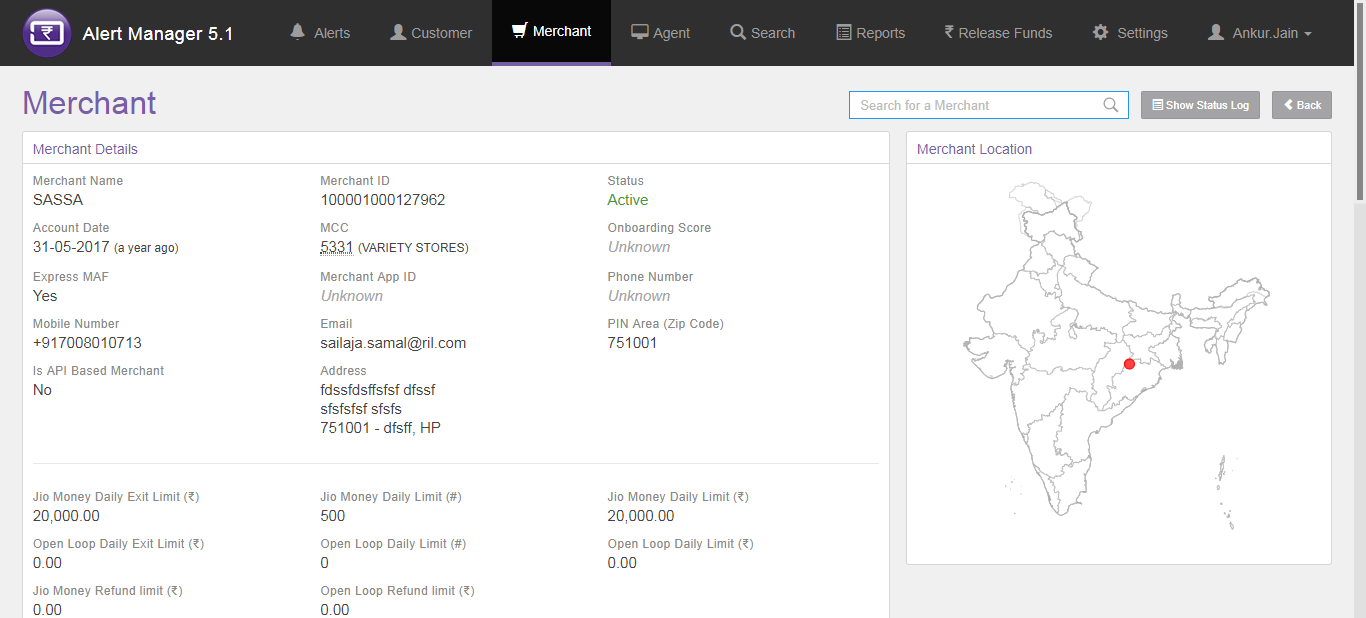 Alert Manager 5.1
Alerts
Customer
Merchant
Agent
Search
Reports
₹ Release Funds
Settings
Ankur.Jain
Merchant
Search for a Merchant
Show Status Log
Back
Merchant Details
Merchant Name
SASSA
Merchant ID
100001000127962
Status
Active
Account Date
31-05-2017 (a year ago)
MCC
5331 (VARIETY STORES)
Onboarding Score
Unknown
Express MAF
Yes
Merchant App ID
Unknown
Phone Number
Unknown
Mobile Number
+917008010713
Email
sailaja.samal@ril.com
PIN Area (Zip Code)
751001
Is API Based Merchant
No
Address
fdssfdsffsfsf dfssf
sfsfsfsf sfsfs
751001 - dfsff, HP
Jio Money Daily Exit Limit (₹)
20,000.00
Jio Money Daily Limit (#)
500
Jio Money Daily Limit (₹)
20,000.00
Open Loop Daily Exit Limit (₹)
0.00
Open Loop Daily Limit (#)
0
Open Loop Daily Limit (₹)
0.00
Jio Money Refund limit (₹)
0.00
Open Loop Refund limit (₹)
0.00
Merchant Location